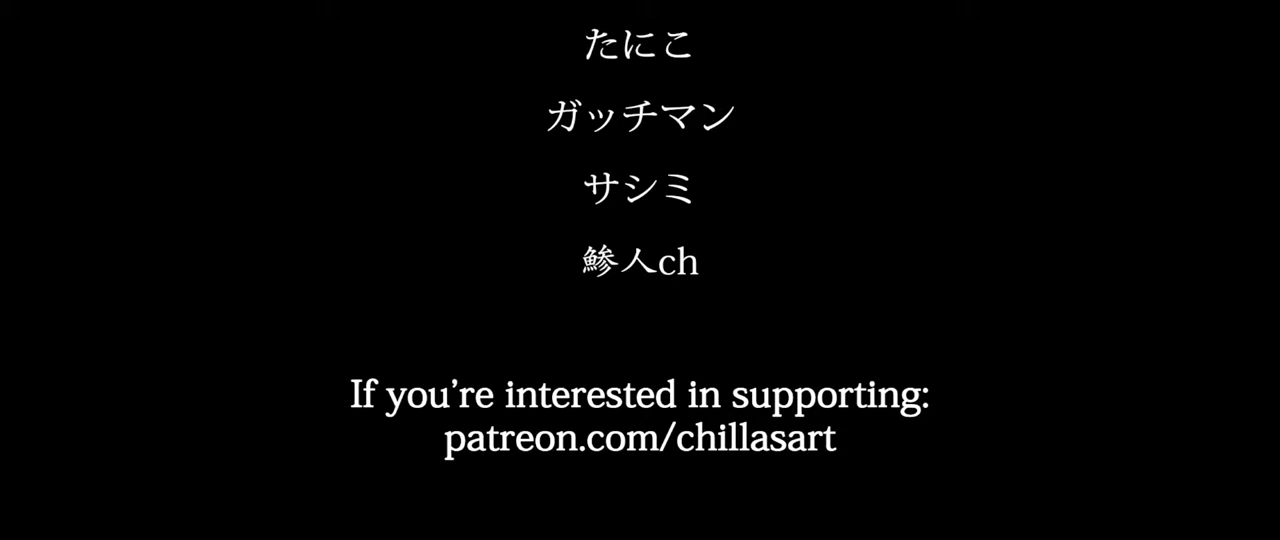 たにこ
ガッチマン
サシミ
鯵人ch
If you’re interested in supporting:
patreon.com/chillasart